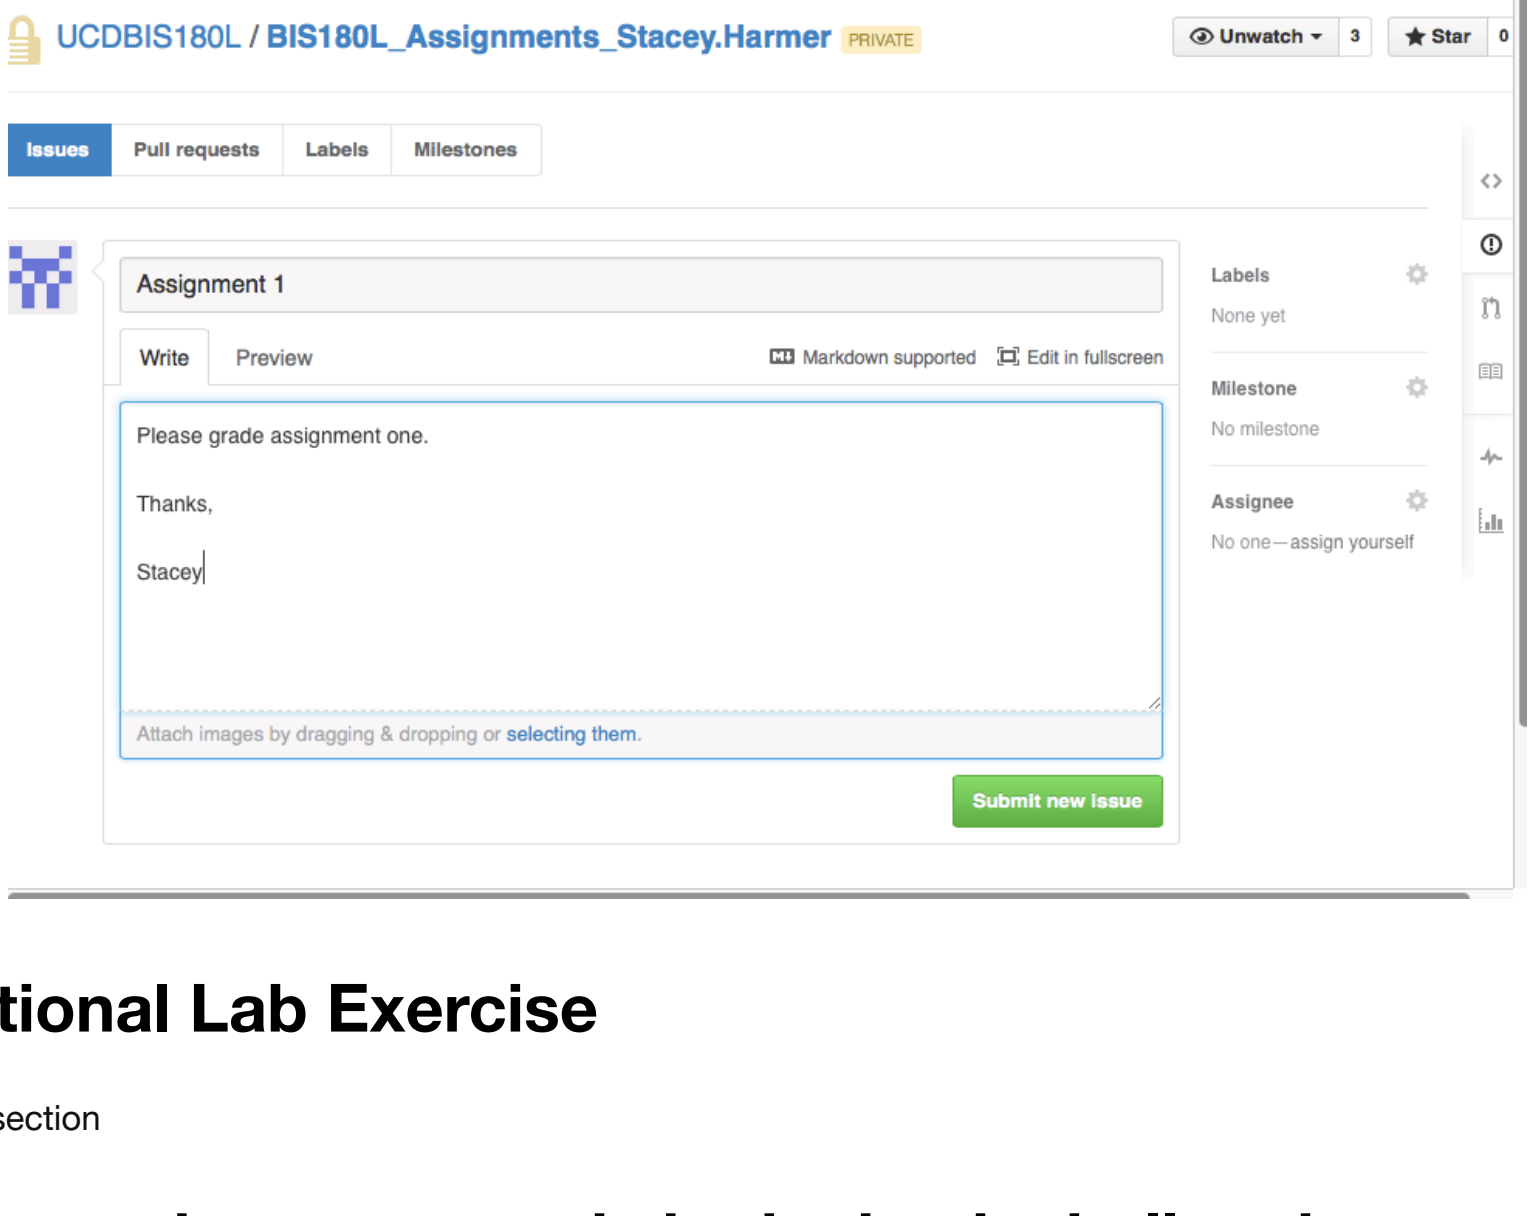 UCDBIS180L / BIS180L_Assignments_Stacey.Harmer PRIVATE Unwatch 3 Star 0
Issues Pull requests Labels Milestones
Assignment 1
Write Preview Markdown supported Edit in fullscreen
Please grade assignment one.
Thanks,
Stacey
Attach images by dragging & dropping or selecting them.
Submit new issue
Labels
None yet
Milestone
No milestone
Assignee
No one—assign yourself
tional Lab Exercise
section